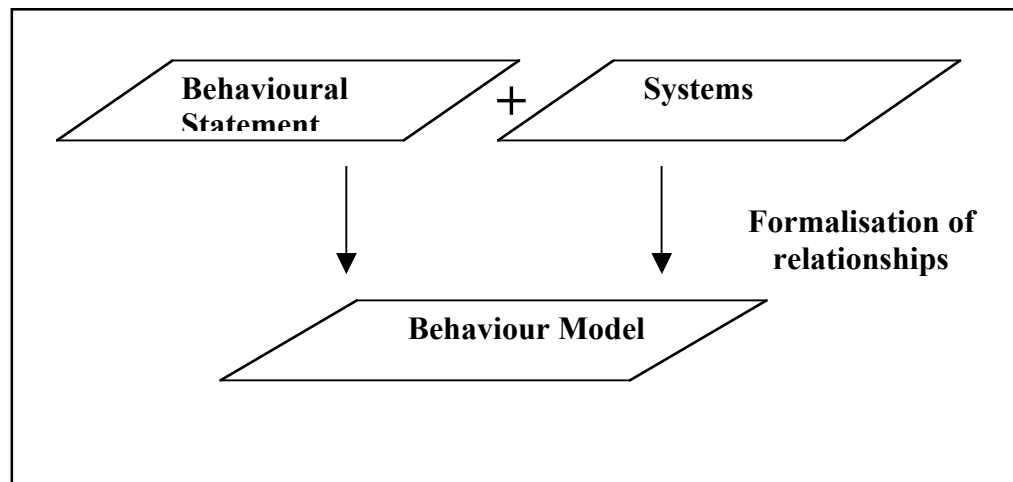 Behavioural
Statement
+
Systems
Formalisation of
relationships
Behaviour Model